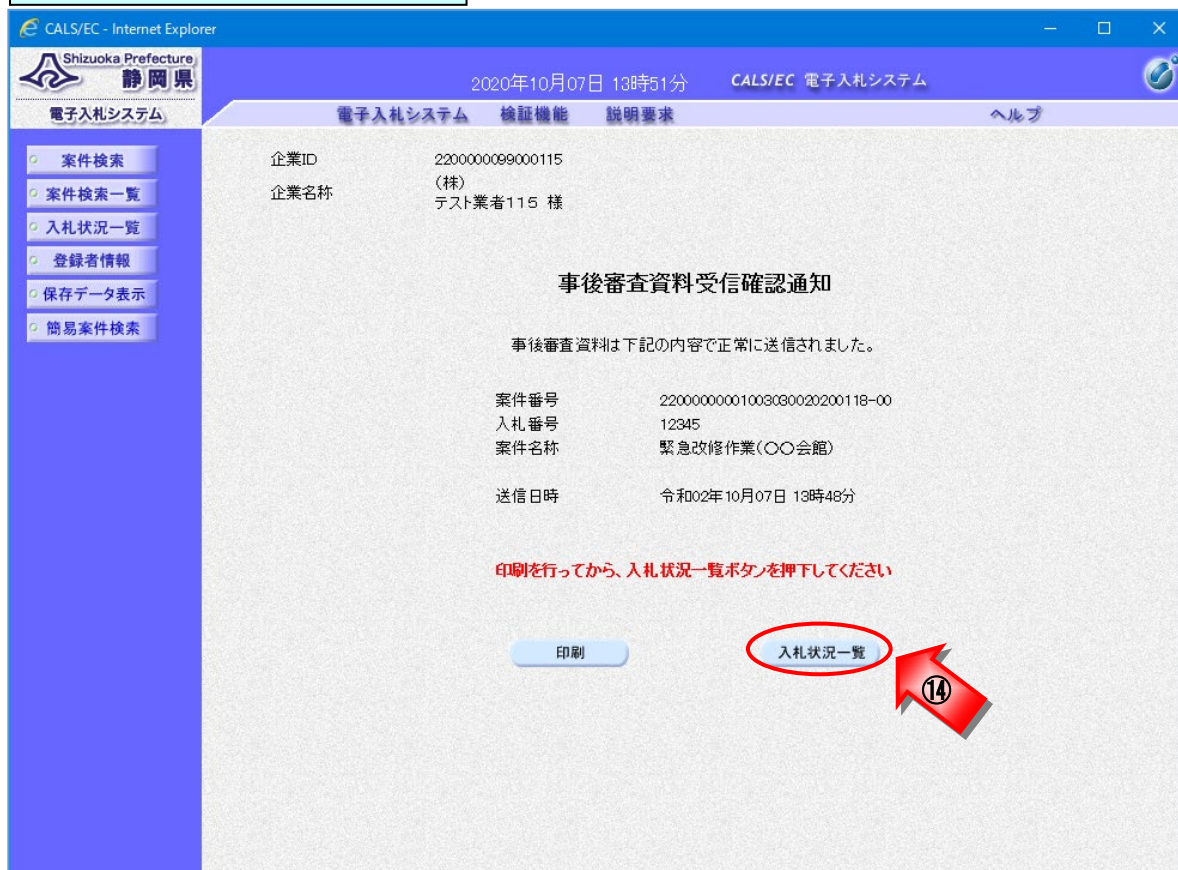 CALS/EC - Internet Explorer
Shizuoka Prefecture
静岡県
2020年10月07日 13時51分 CALS/EC 電子入札システム
電子入札システム
電子入札システム 検証機能 説明要求 ヘルプ
案件検索
案件検索一覧
入札状況一覧
登録者情報
保存データ表示
簡易案件検索
企業ID 2200000099000115
企業名称 (株)
テスト業者115 様
事後審査資料受信確認通知
事後審査資料は下記の内容で正常に送信されました。
案件番号 2200000001003030020200118-00
入札番号 12345
案件名称 緊急改修作業(○○会館)
送信日時 令和02年10月07日 13時48分
印刷を行ってから、入札状況一覧ボタンを押下してください
印刷 入札状況一覧
⑭